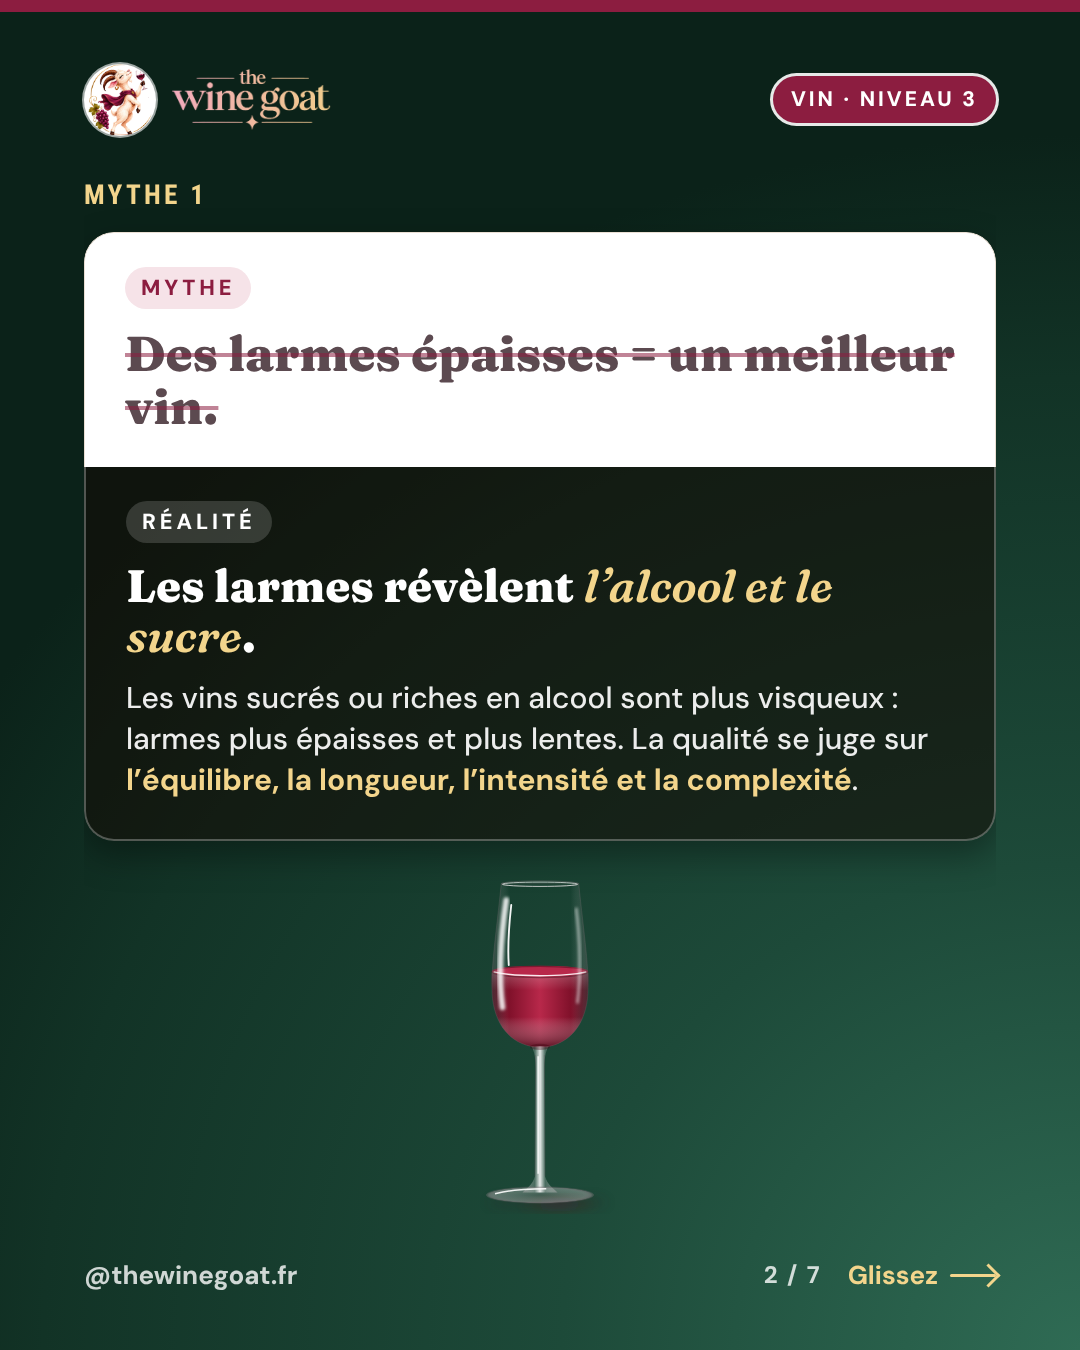 the
wine goat
VIN · NIVEAU 3
MYTHE 1
MYTHE
Des larmes épaisses = un meilleur
vin.
RÉALITÉ
Les larmes révèlent l’alcool et le
sucre.
Les vins sucrés ou riches en alcool sont plus visqueux :
larmes plus épaisses et plus lentes. La qualité se juge sur
l’équilibre, la longueur, l’intensité et la complexité.
@thewinegoat.fr
2 / 7
Glissez